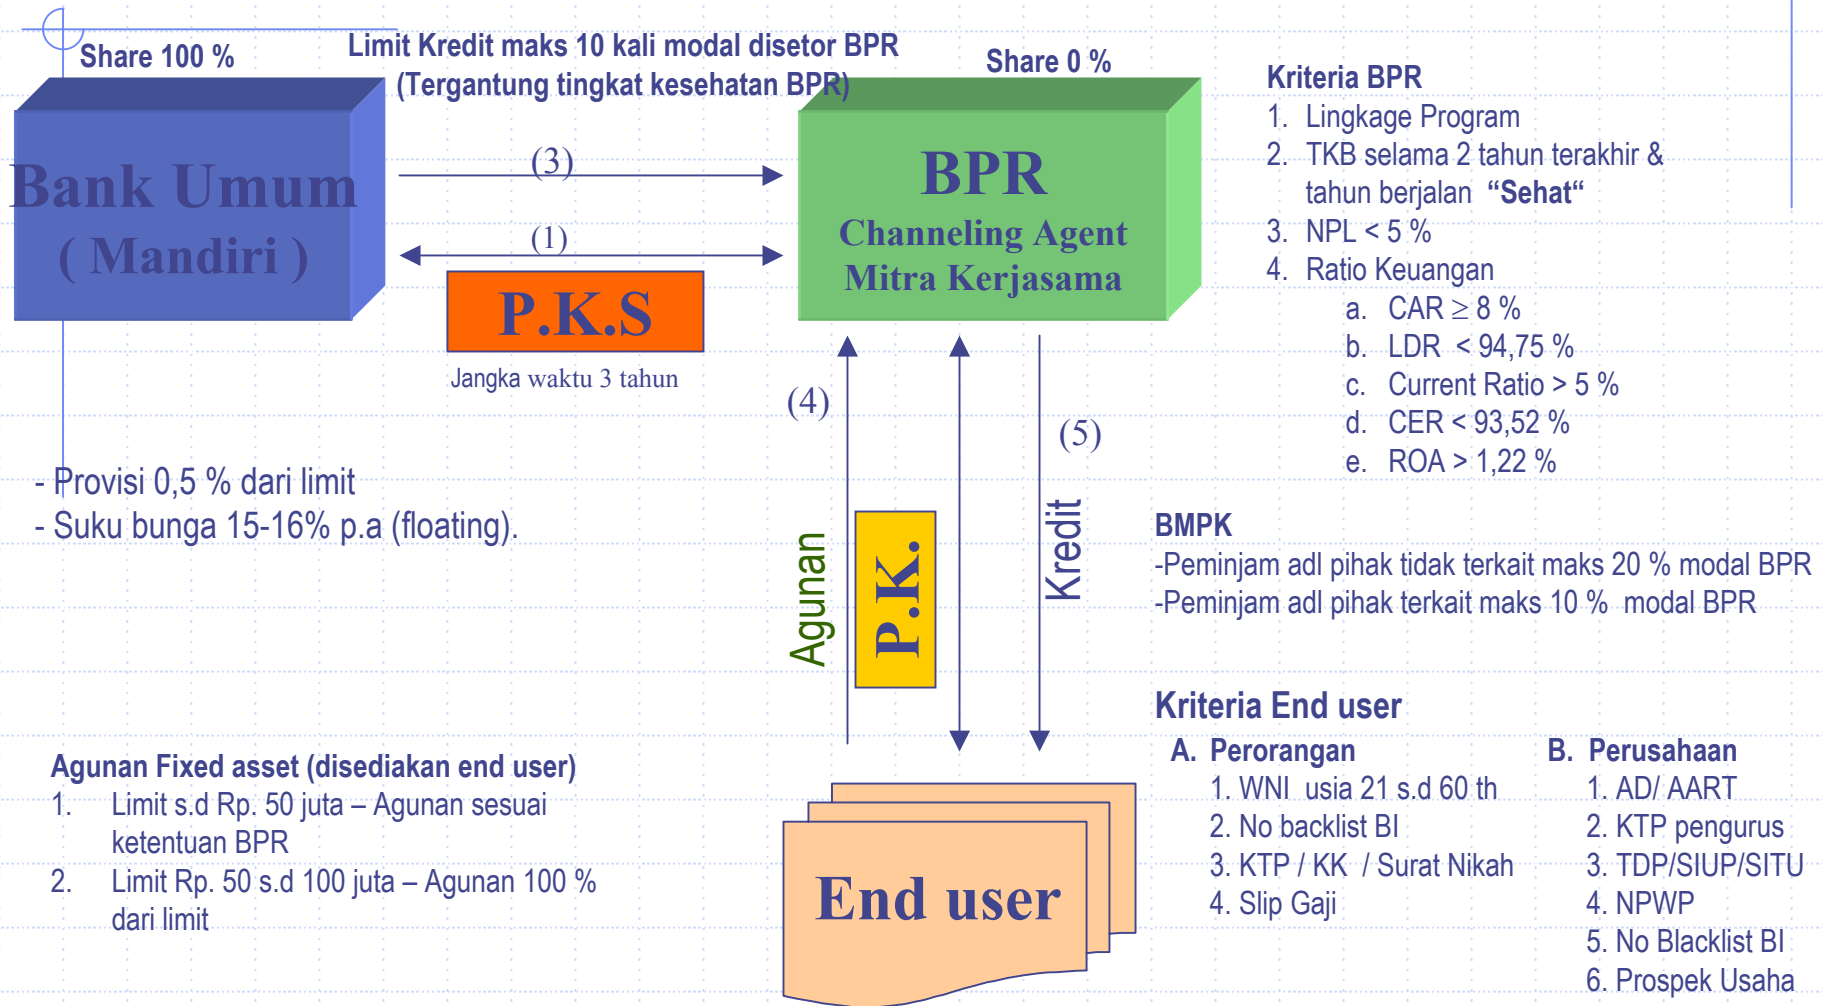 Share 100 %
Limit Kredit maks 10 kali modal disetor BPR
(Tergantung tingkat kesehatan BPR)
Share 0 %
Bank Umum
( Mandiri )
(3)
(1)
P.K.S
Jangka waktu 3 tahun
BPR
Channeling Agent
Mitra Kerjasama
Kriteria BPR
1. Lingkage Program
2. TKB selama 2 tahun terakhir &
tahun berjalan “Sehat“
3. NPL < 5 %
4. Ratio Keuangan
a. CAR ≥ 8 %
b. LDR < 94,75 %
c. Current Ratio > 5 %
d. CER < 93,52 %
e. ROA > 1,22 %
- Provisi 0,5 % dari limit
- Suku bunga 15-16% p.a (floating).
(4)
Agunan
P.K.
(5)
Kredit
BMPK
-Peminjam adl pihak tidak terkait maks 20 % modal BPR
-Peminjam adl pihak terkait maks 10 % modal BPR
Agunan Fixed asset (disediakan end user)
1. Limit s.d Rp. 50 juta – Agunan sesuai
ketentuan BPR
2. Limit Rp. 50 s.d 100 juta – Agunan 100 %
dari limit
End user
Kriteria End user
A. Perorangan
1. WNI usia 21 s.d 60 th
2. No backlist BI
3. KTP / KK / Surat Nikah
4. Slip Gaji
B. Perusahaan
1. AD/ AART
2. KTP pengurus
3. TDP/SIUP/SITU
4. NPWP
5. No Blacklist BI
6. Prospek Usaha